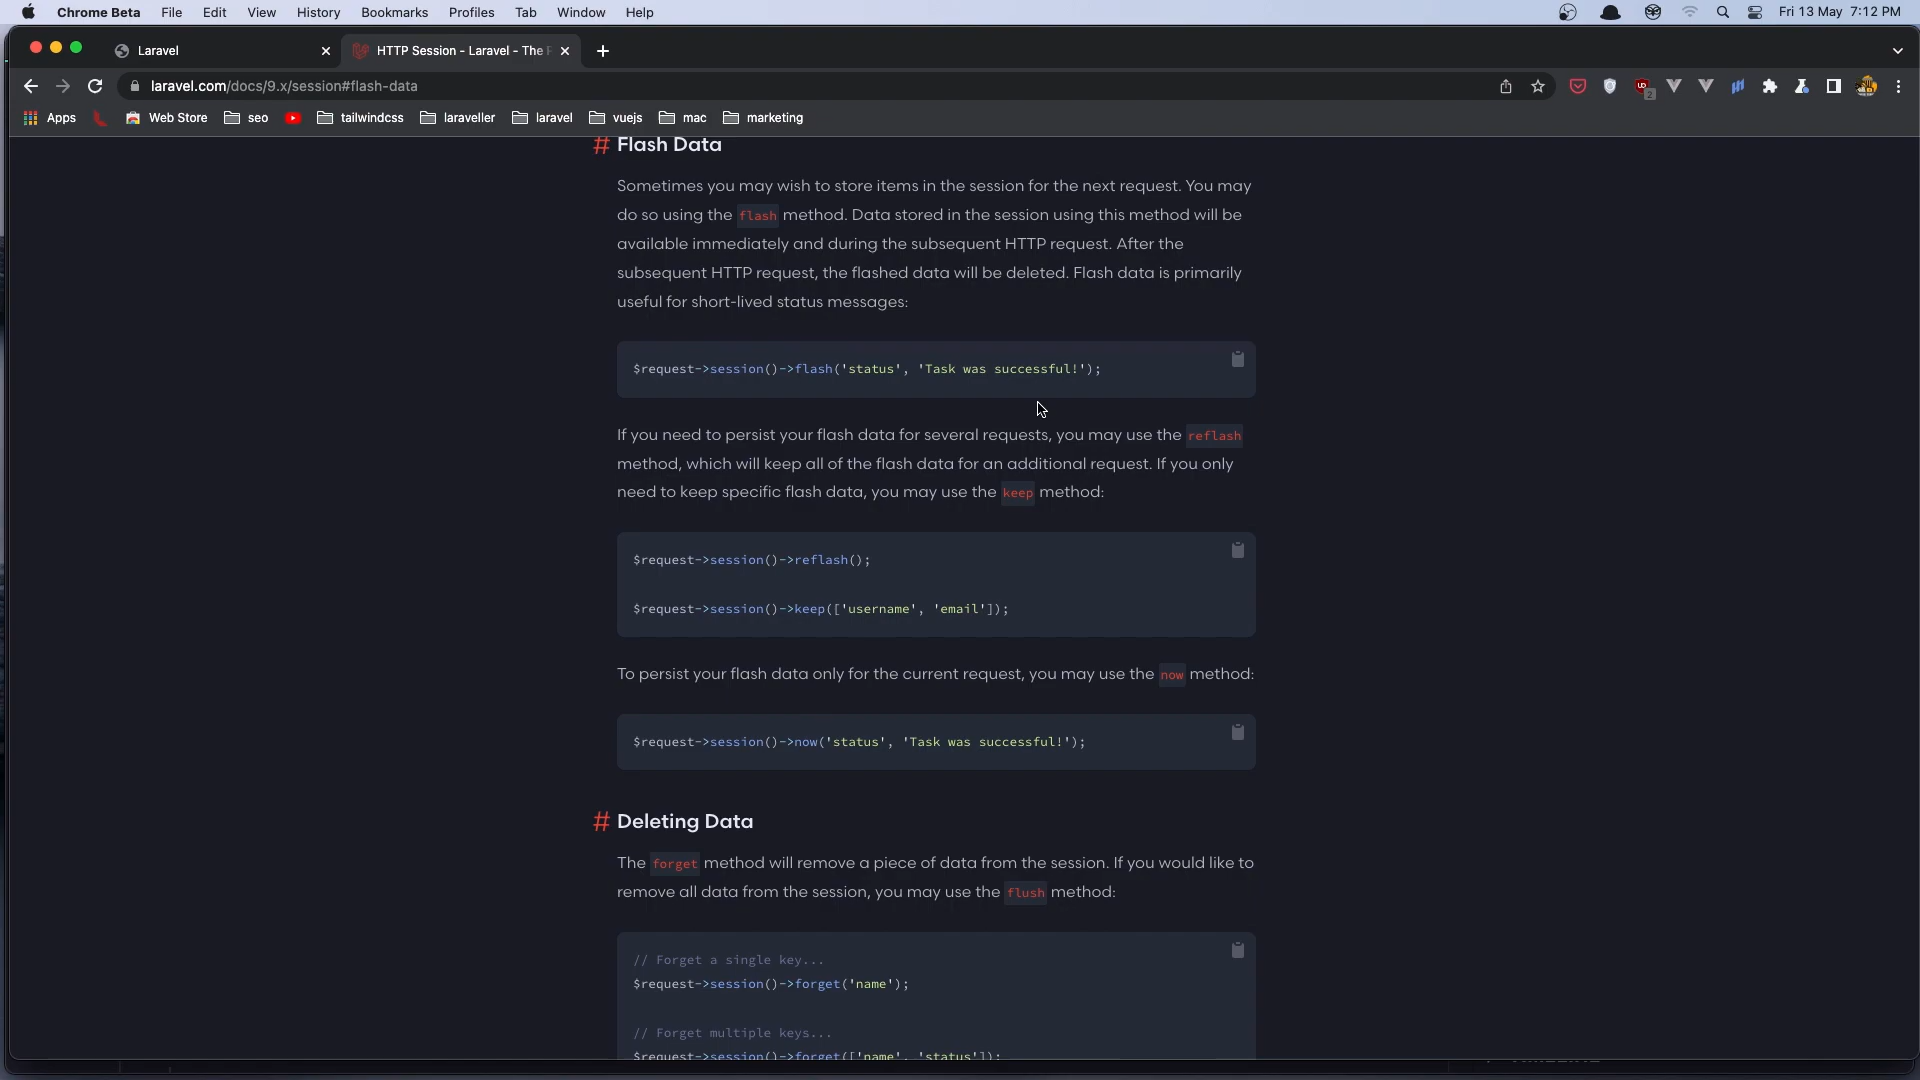 Chrome Beta File Edit View History Bookmarks Profiles Tab Window Help Fri 13 May 7:12 PM
Laravel HTTP Session - Laravel - The
laravel.com/docs/9.x/session#flash-data
2
Apps Web Store seo tailwindcss laraveller laravel vuejs mac marketing
# Flash Data
Sometimes you may wish to store items in the session for the next request. You may
do so using the flash method. Data stored in the session using this method will be
available immediately and during the subsequent HTTP request. After the
subsequent HTTP request, the flashed data will be deleted. Flash data is primarily
useful for short-lived status messages:
$request->session()->flash('status', 'Task was successful!');
If you need to persist your flash data for several requests, you may use the reflash
method, which will keep all of the flash data for an additional request. If you only
need to keep specific flash data, you may use the keep method:
$request->session()->reflash();
$request->session()->keep(['username', 'email']);
To persist your flash data only for the current request, you may use the now method:
$request->session()->now('status', 'Task was successful!');
# Deleting Data
The forget method will remove a piece of data from the session. If you would like to
remove all data from the session, you may use the flush method:
// Forget a single key...
$request->session()->forget('name');
// Forget multiple keys...
$request->session()->forget(['name', 'status']);